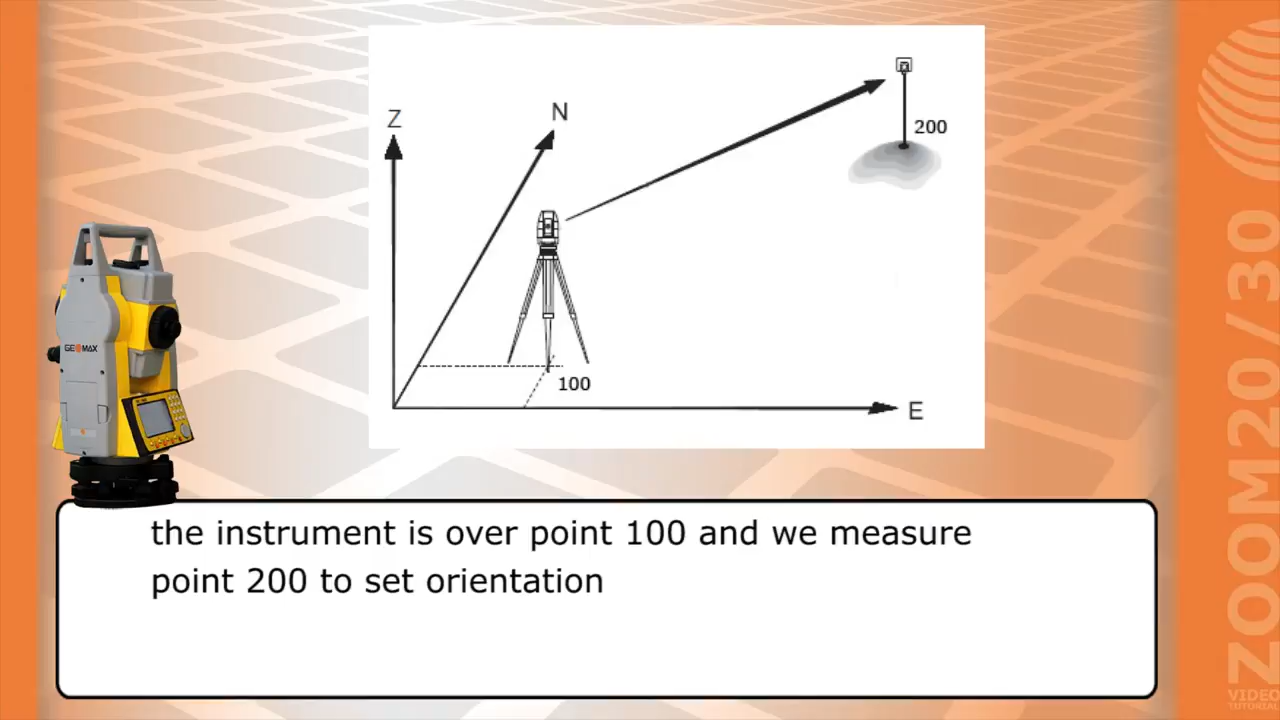 Z
N
200
100
E
GEOMAX
the instrument is over point 100 and we measure
point 200 to set orientation
ZOOM20/30
VIDEO
TUTORIAL